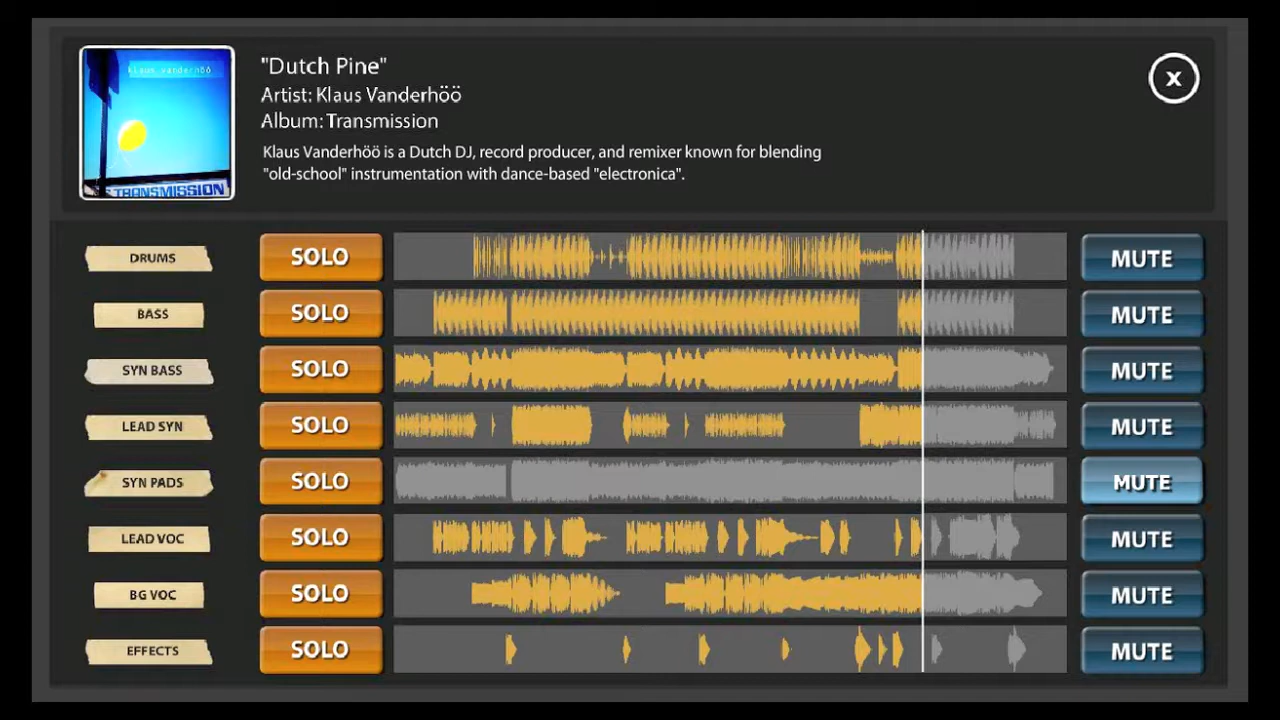 klaus vanderhöö
TRANSMISSION
"Dutch Pine"
Artist: Klaus Vanderhöö
Album: Transmission
Klaus Vanderhöö is a Dutch DJ, record producer, and remixer known for blending
"old-school" instrumentation with dance-based "electronica".
X
DRUMS SOLO MUTE
BASS SOLO MUTE
SYN BASS SOLO MUTE
LEAD SYN SOLO MUTE
SYN PADS SOLO MUTE
LEAD VOC SOLO MUTE
BG VOC SOLO MUTE
EFFECTS SOLO MUTE